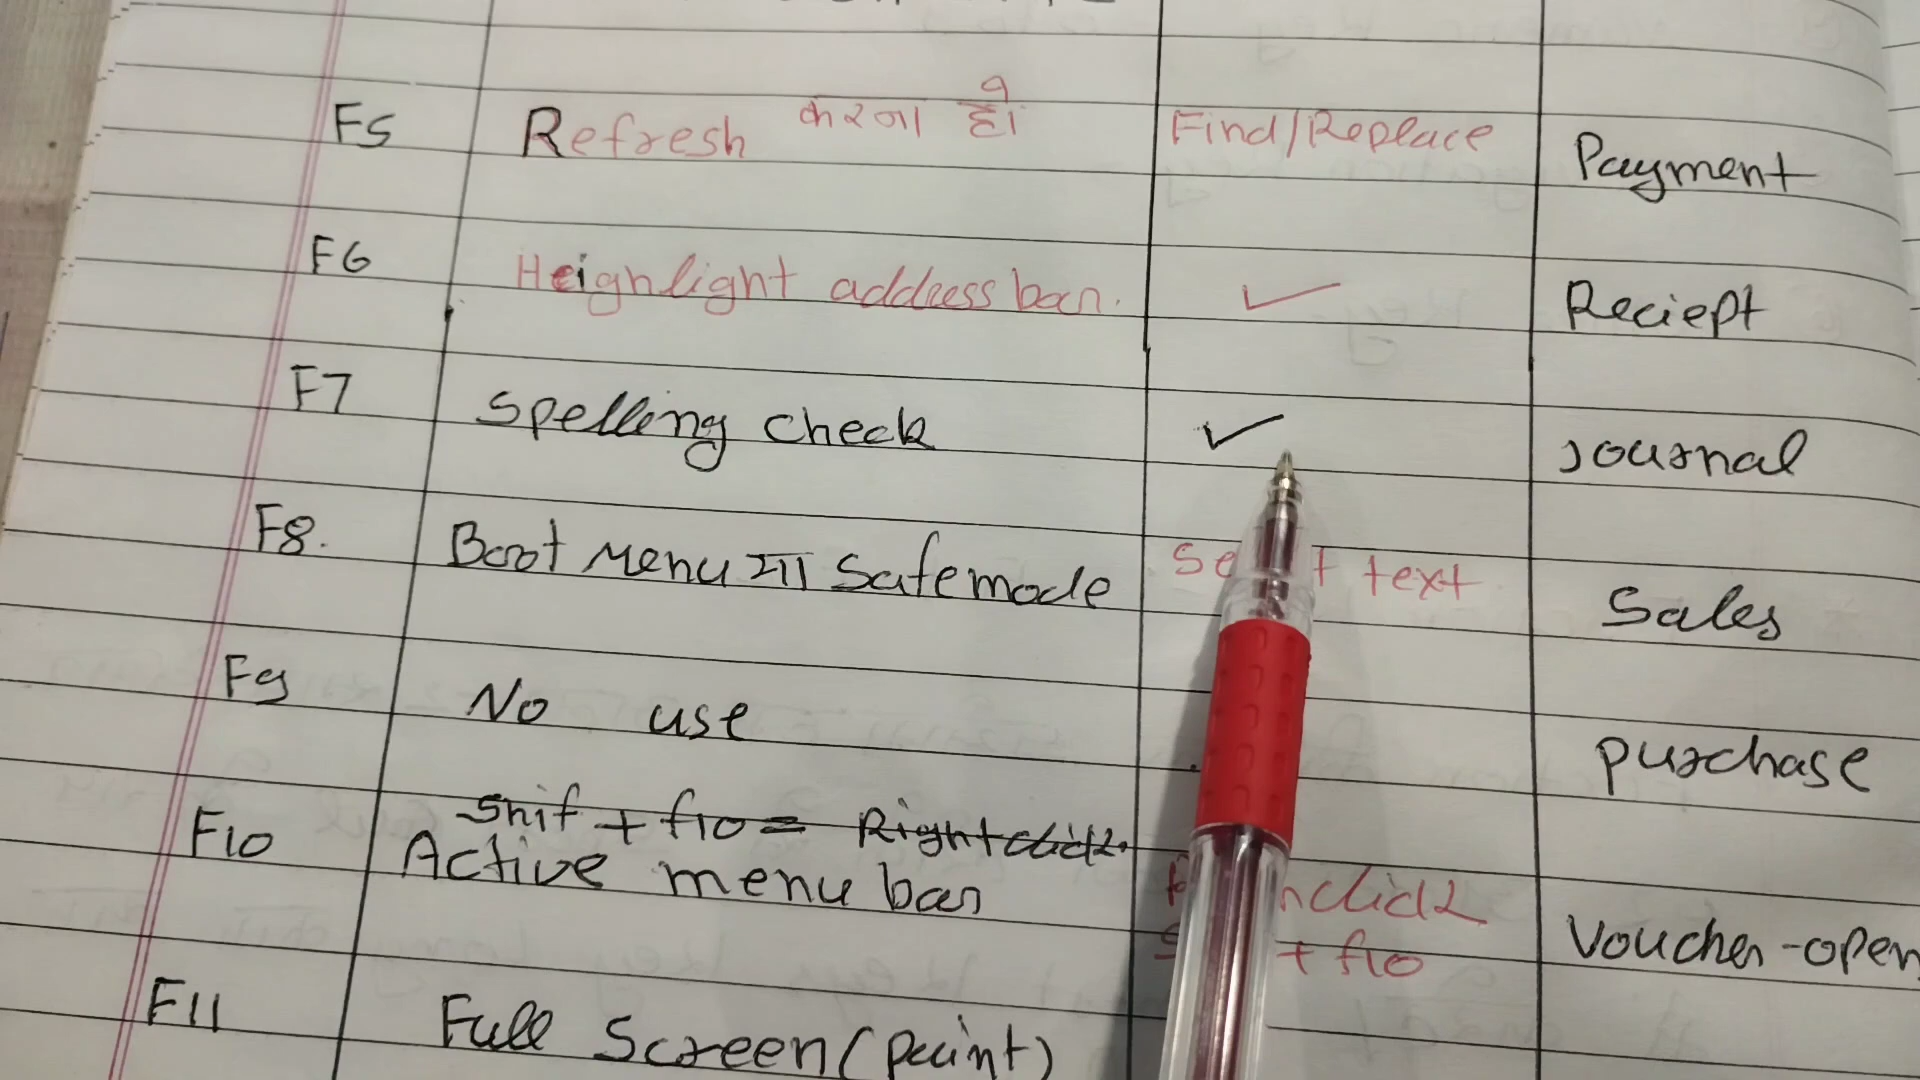 F5 Refresh करना हो Find/Replace Payment
F6 Heighlight address bar. ✓ Reciept
F7 Spelling check ✓ Journal
F8. Boot Menu या Safemode text Sales
F9 No use purchase
Shif + f10 = Rightclick.
F10 Active menu bar Voucher-open
+ f10
F11 Full Screen (paint)